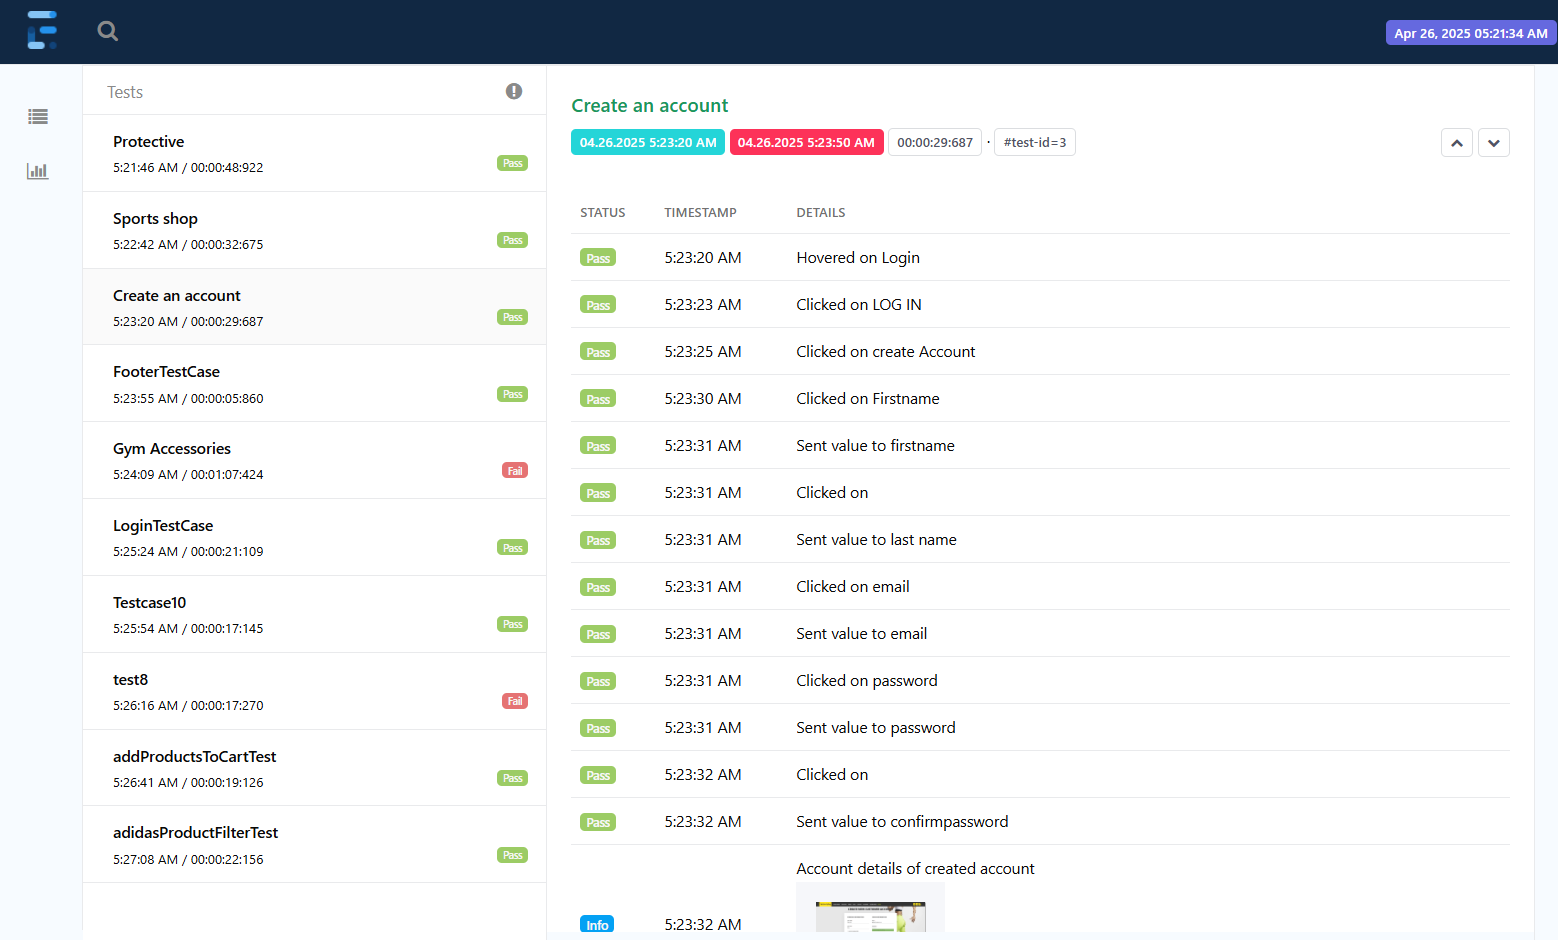 Apr 26, 2025 05:21:34 AM
Tests
Protective
5:21:46 AM / 00:00:48:922
Pass
Sports shop
5:22:42 AM / 00:00:32:675
Pass
Create an account
5:23:20 AM / 00:00:29:687
Pass
FooterTestCase
5:23:55 AM / 00:00:05:860
Pass
Gym Accessories
5:24:09 AM / 00:01:07:424
Fail
LoginTestCase
5:25:24 AM / 00:00:21:109
Pass
Testcase10
5:25:54 AM / 00:00:17:145
Pass
test8
5:26:16 AM / 00:00:17:270
Fail
addProductsToCartTest
5:26:41 AM / 00:00:19:126
Pass
adidasProductFilterTest
5:27:08 AM / 00:00:22:156
Pass
Create an account
04.26.2025 5:23:20 AM 04.26.2025 5:23:50 AM 00:00:29:687 · #test-id=3
STATUS TIMESTAMP DETAILS
Pass 5:23:20 AM Hovered on Login
Pass 5:23:23 AM Clicked on LOG IN
Pass 5:23:25 AM Clicked on create Account
Pass 5:23:30 AM Clicked on Firstname
Pass 5:23:31 AM Sent value to firstname
Pass 5:23:31 AM Clicked on
Pass 5:23:31 AM Sent value to last name
Pass 5:23:31 AM Clicked on email
Pass 5:23:31 AM Sent value to email
Pass 5:23:31 AM Clicked on password
Pass 5:23:31 AM Sent value to password
Pass 5:23:32 AM Clicked on
Pass 5:23:32 AM Sent value to confirmpassword
Account details of created account
Info 5:23:32 AM